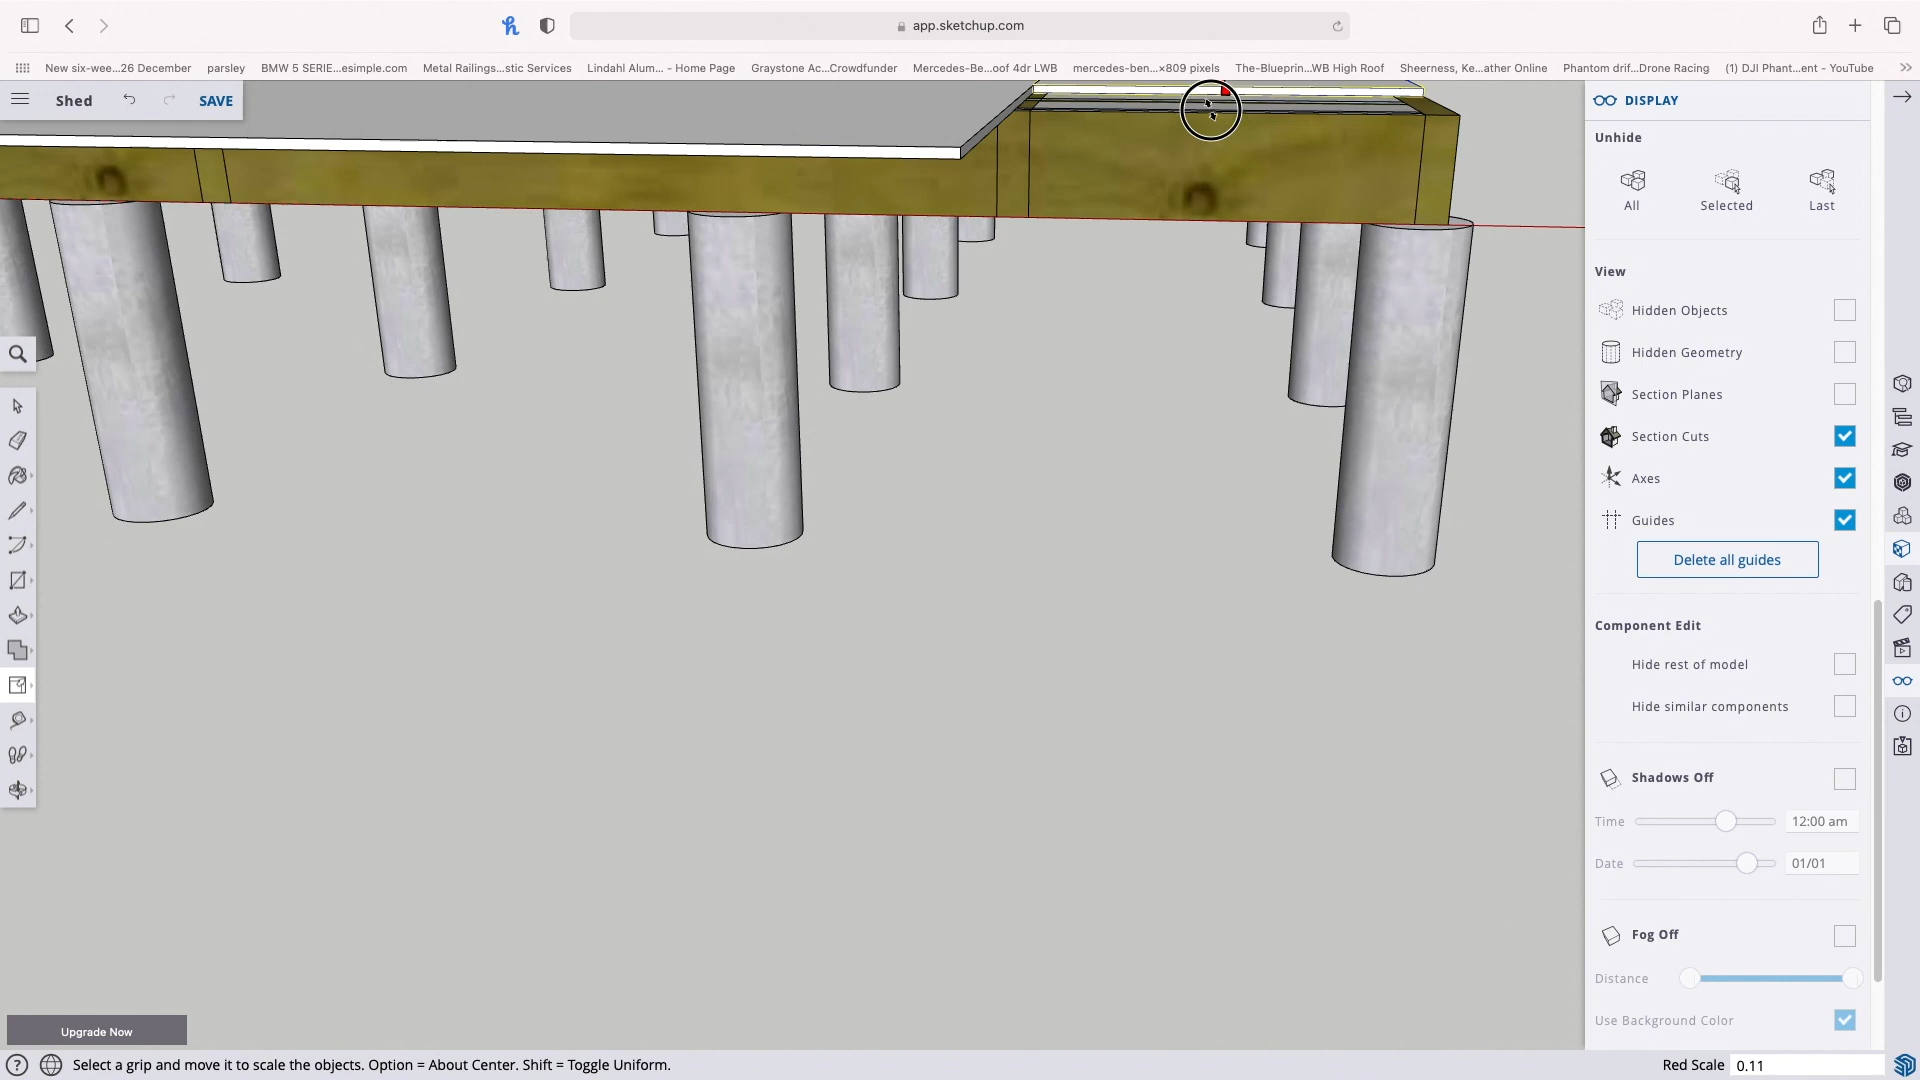 app.sketchup.com
New six-wee...26 December
parsley
BMW 5 SERIE...esimple.com
Metal Railings...stic Services
Lindahl Alum... - Home Page
Graystone Ac...Crowdfunder
Mercedes-Be...oof 4dr LWB
mercedes-ben...×809 pixels
The-Blueprin...WB High Roof
Sheerness, Ke...ather Online
Phantom drif...Drone Racing
(1) DJI Phant...ent - YouTube
Shed
SAVE
DISPLAY
Unhide
All
Selected
Last
View
Hidden Objects
Hidden Geometry
Section Planes
Section Cuts
Axes
Guides
Delete all guides
Component Edit
Hide rest of model
Hide similar components
Shadows Off
Time
12:00 am
Date
01/01
Fog Off
Distance
Use Background Color
Upgrade Now
Select a grip and move it to scale the objects. Option = About Center. Shift = Toggle Uniform.
Red Scale 0.11